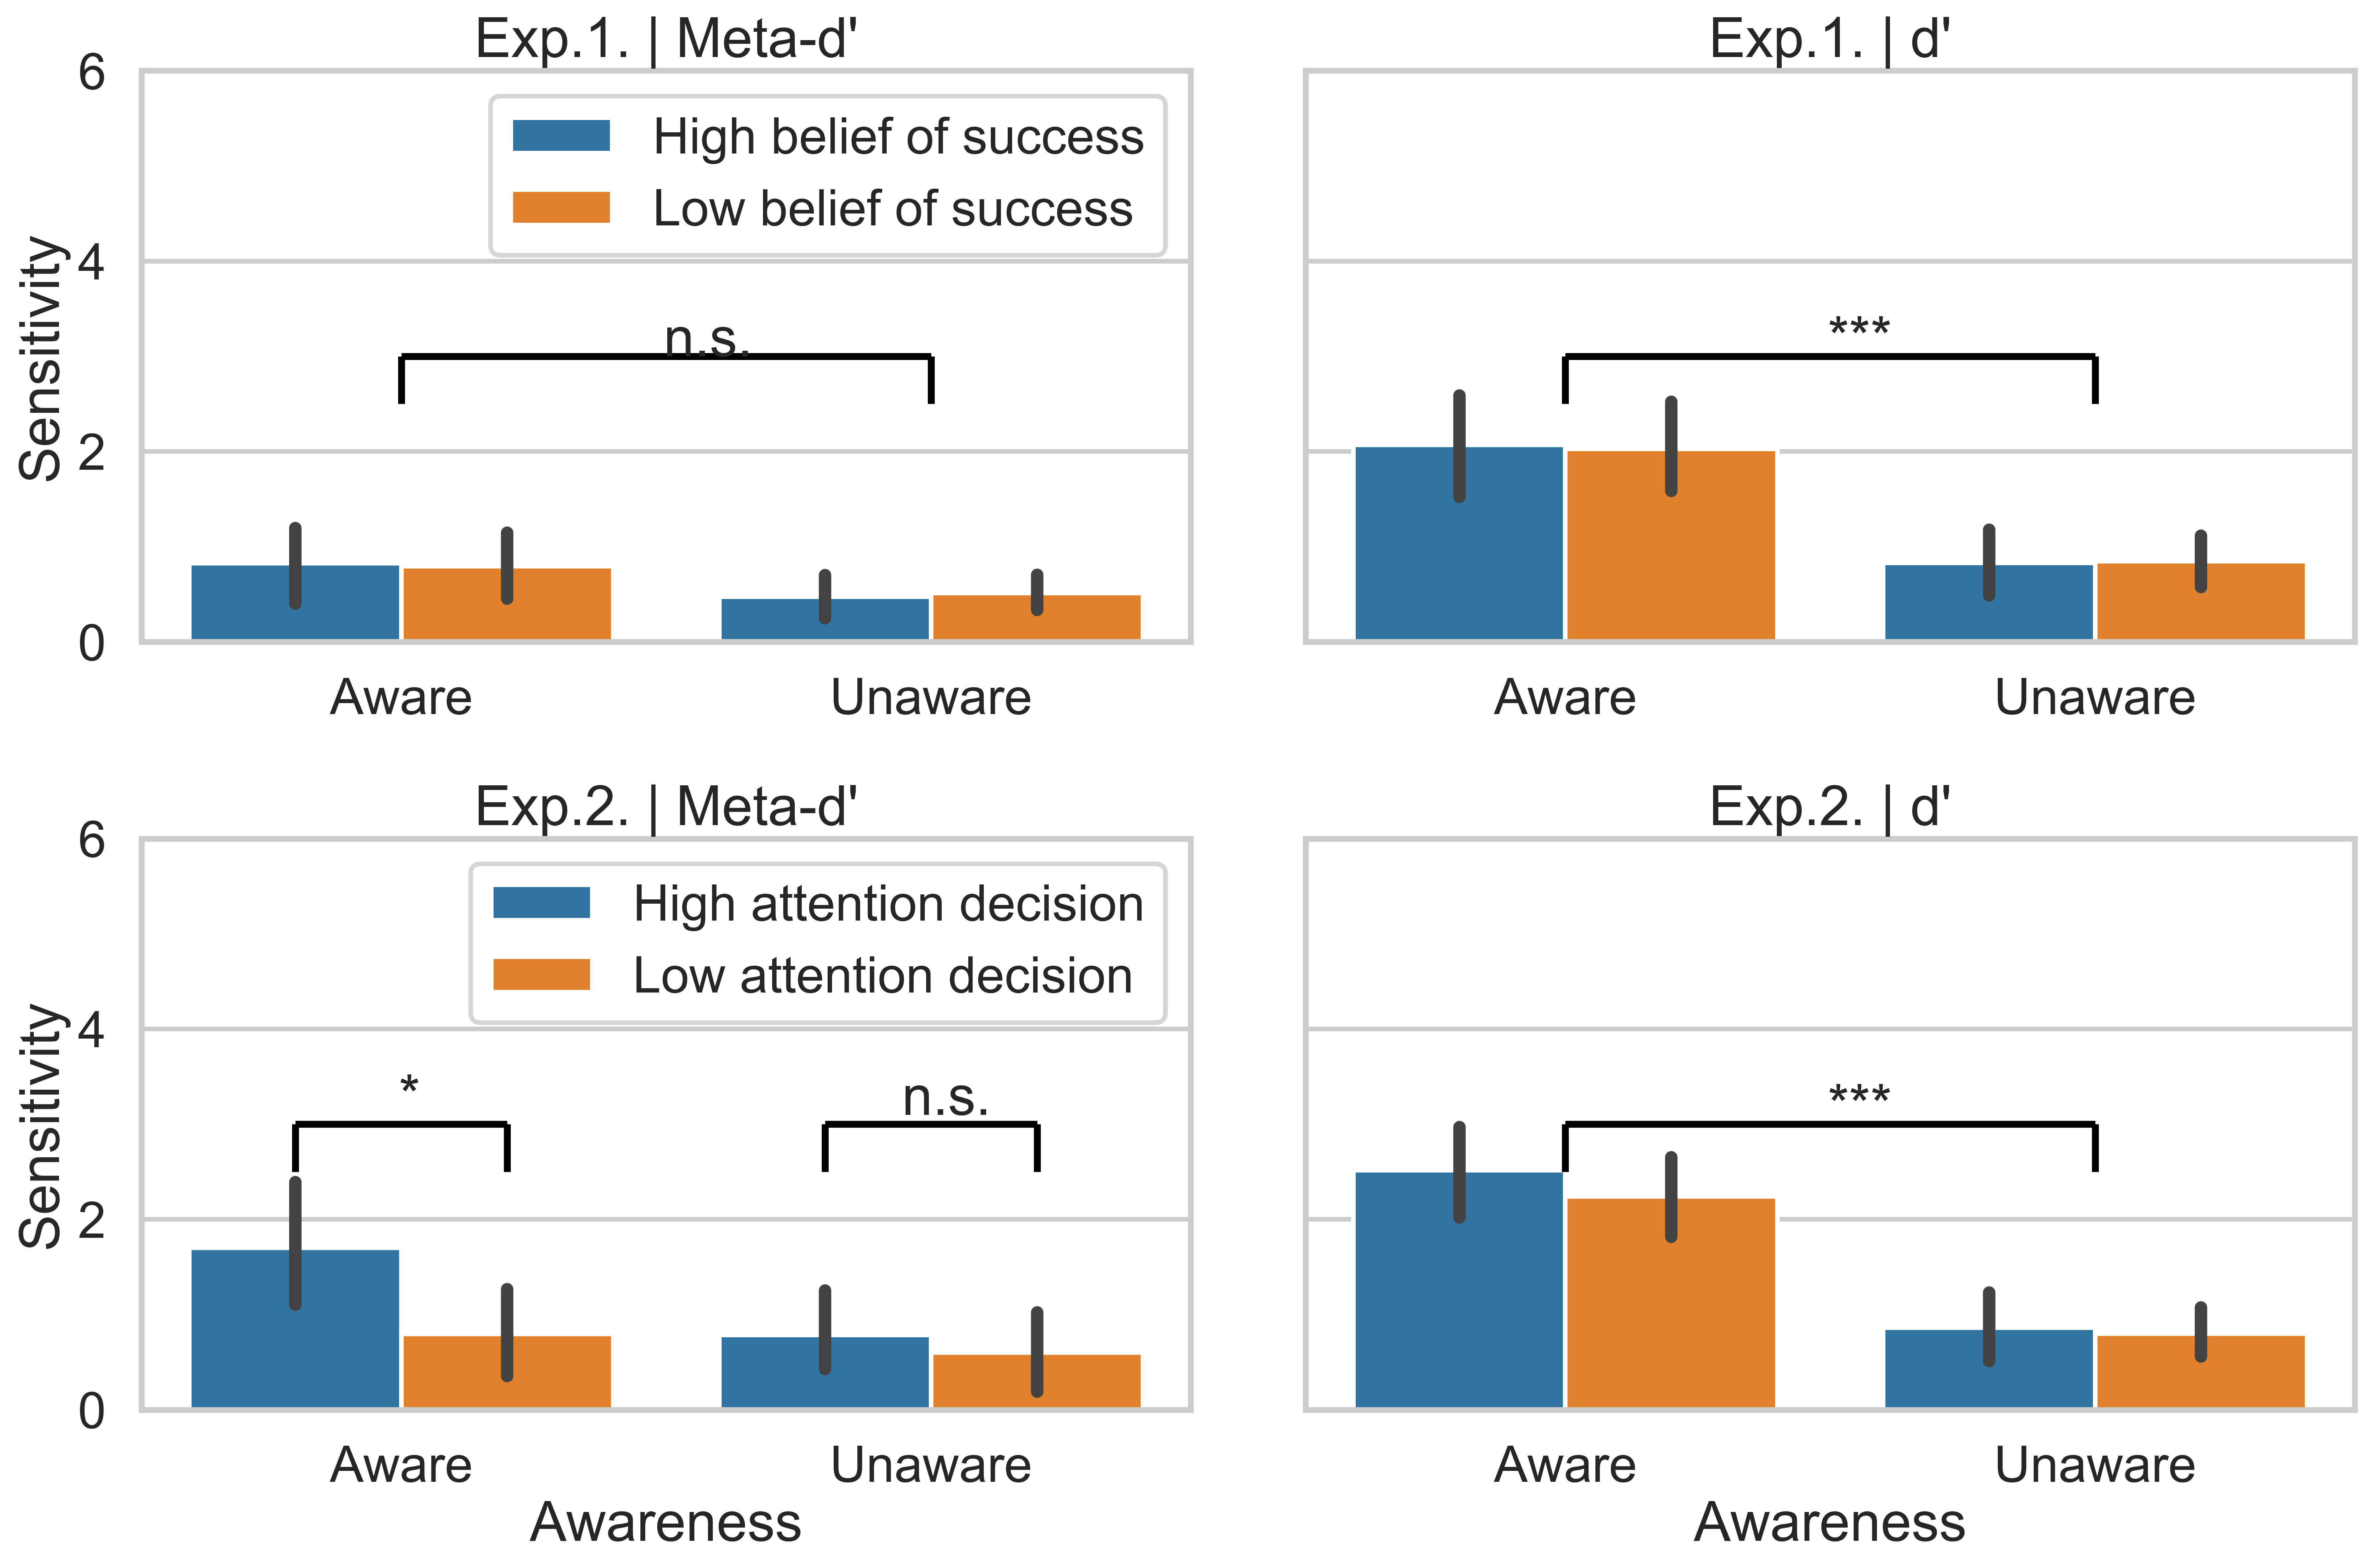 Exp.1. | Meta-d'
Exp.1. | d'
6
High belief of success
Low belief of success
4
n.s.
***
Sensitivity
2
0
Aware
Unaware
Aware
Unaware
Exp.2. | Meta-d'
Exp.2. | d'
6
High attention decision
Low attention decision
4
*
n.s.
***
Sensitivity
2
0
Aware
Unaware
Aware
Unaware
Awareness
Awareness